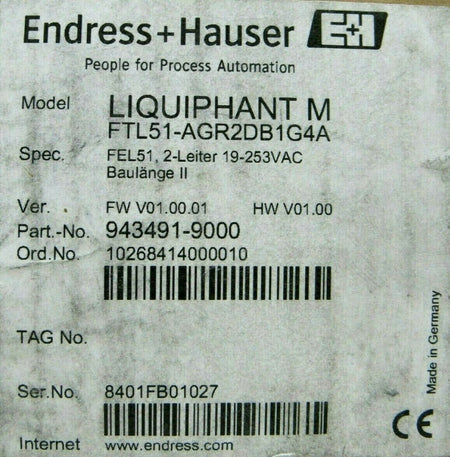 Endress+Hauser E+H
People for Process Automation
Model LIQUIPHANT M
FTL51-AGR2DB1G4A
Spec. FEL51, 2-Leiter 19-253VAC
Baulänge II
Ver. FW V01.00.01 HW V01.00
Part.-No. 943491-9000
Ord.No. 10268414000010
TAG No.
Ser.No. 8401FB01027
Internet www.endress.com
Made in Germany
CE